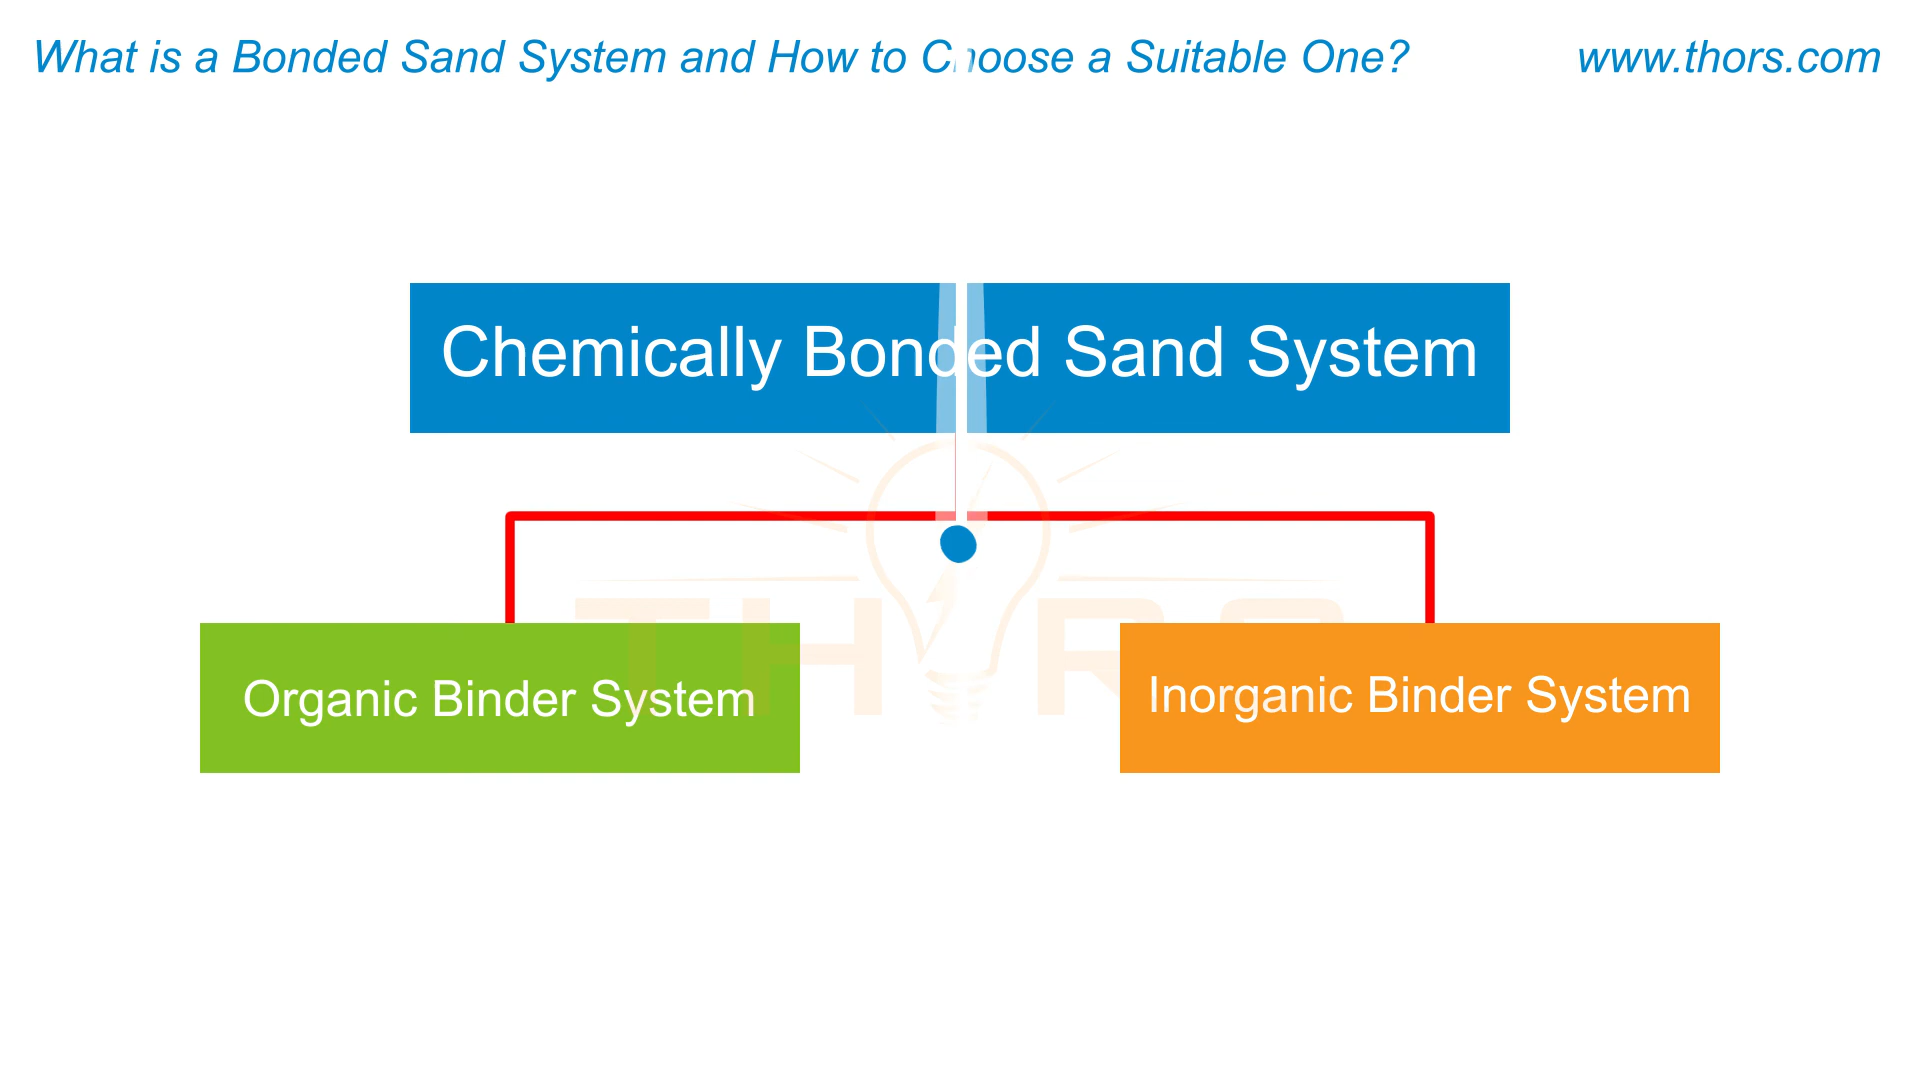 What is a Bonded Sand System and How to Choose a Suitable One?
www.thors.com
Chemically Bonded Sand System
THORS
Organic Binder System
Inorganic Binder System